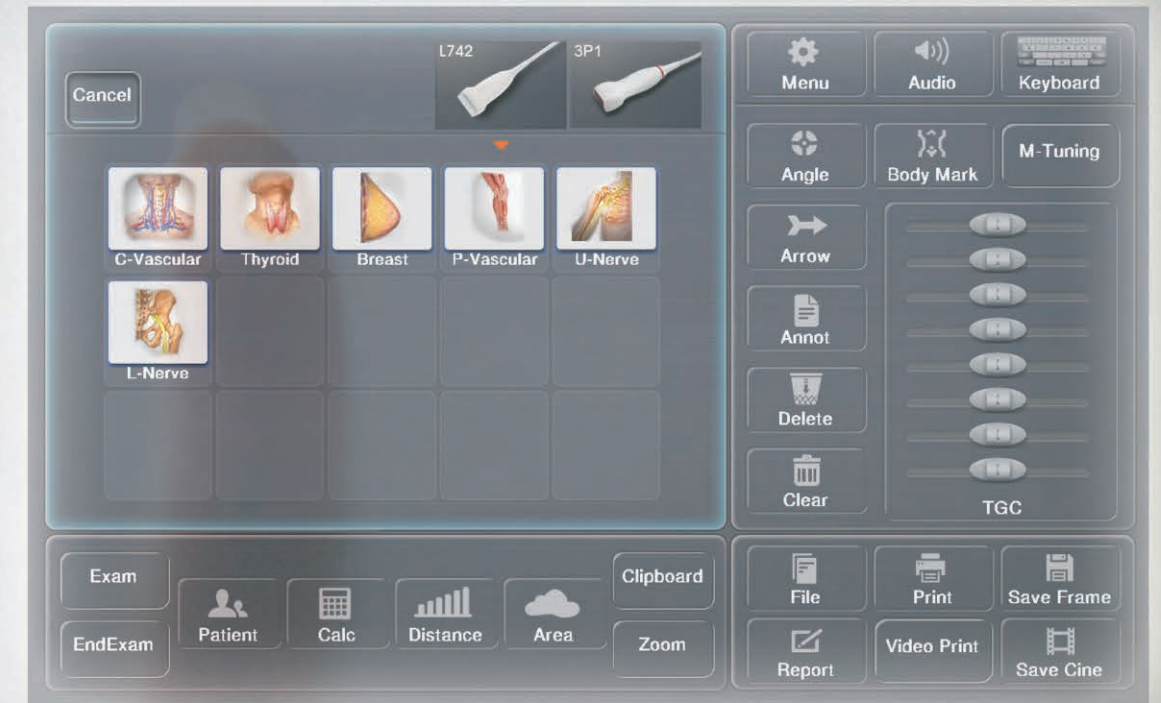 L742
3P1
Cancel
C-Vascular
Thyroid
Breast
P-Vascular
U-Nerve
L-Nerve
Menu
Audio
Keyboard
Angle
Body Mark
M-Tuning
Arrow
Annot
Delete
Clear
TGC
Exam
EndExam
Patient
Calc
Distance
Area
Clipboard
Zoom
File
Print
Save Frame
Report
Video Print
Save Cine